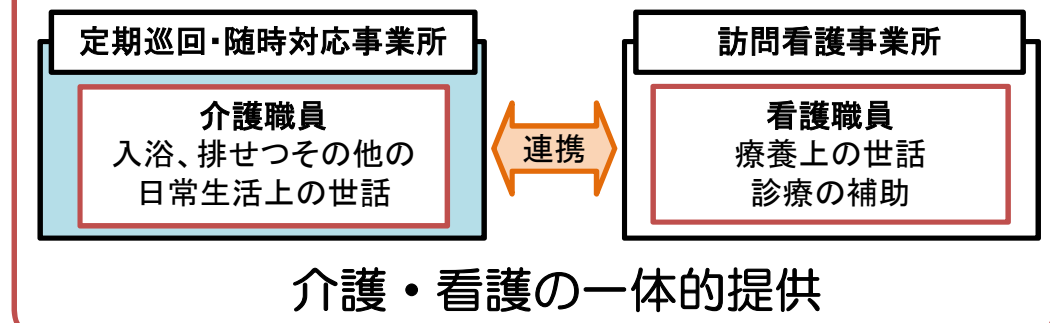 定期巡回・随時対応事業所
介護職員
入浴、排せつその他の
日常生活上の世話
連携
訪問看護事業所
看護職員
療養上の世話
診療の補助
介護・看護の一体的提供